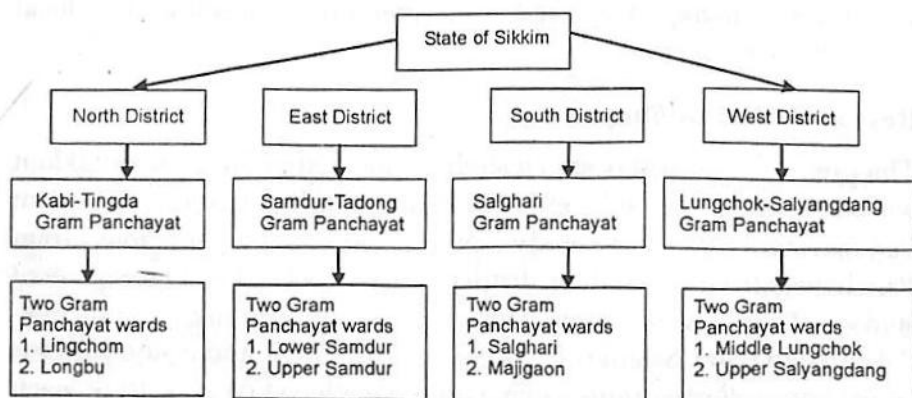 State of Sikkim
North District
East District
South District
West District
Kabi-Tingda
Gram Panchayat
Samdur-Tadong
Gram Panchayat
Salghari
Gram Panchayat
Lungchok-Salyangdang
Gram Panchayat
Two Gram
Panchayat wards
1. Lingchom
2. Longbu
Two Gram
Panchayat wards
1. Lower Samdur
2. Upper Samdur
Two Gram
Panchayat wards
1. Salghari
2. Majigaon
Two Gram
Panchayat wards
1. Middle Lungchok
2. Upper Salyangdang